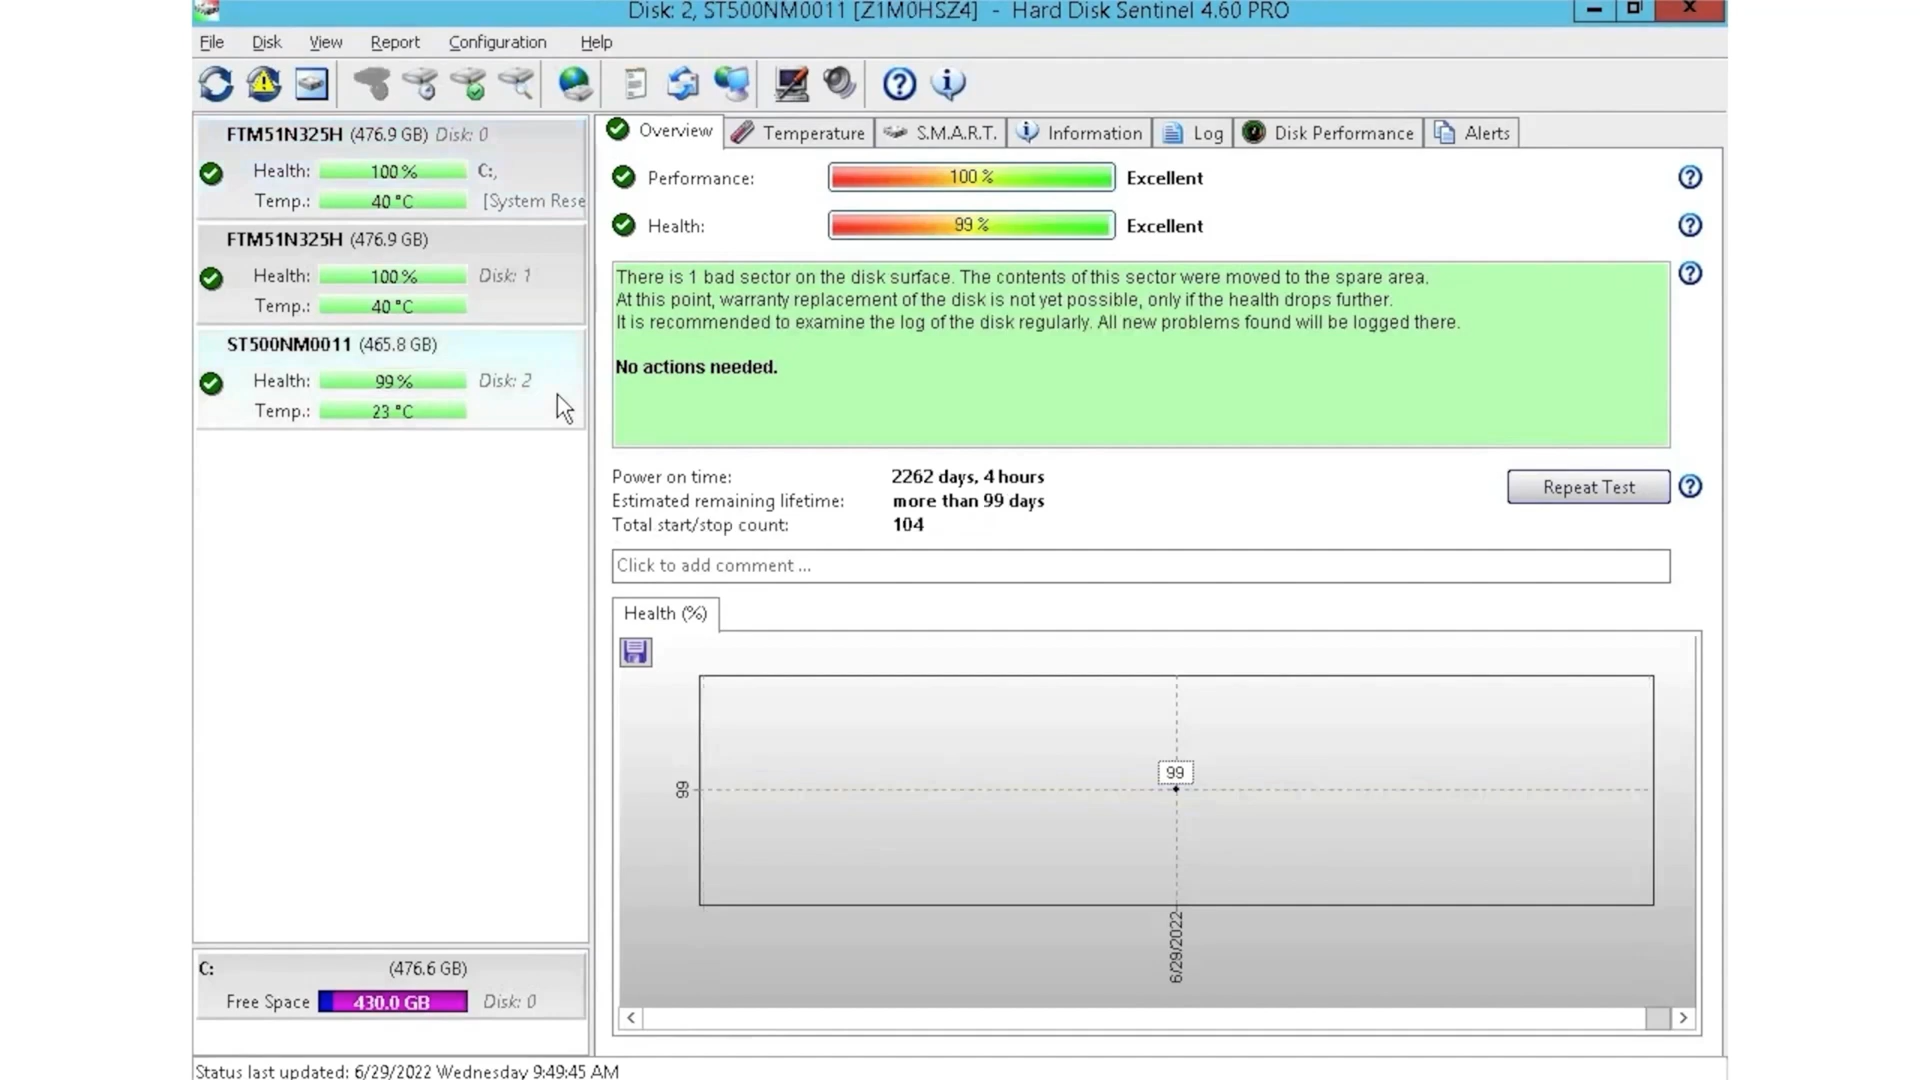 Disk: 2, ST500NM0011 [Z1M0HSZ4] - Hard Disk Sentinel 4.60 PRO
File Disk View Report Configuration Help
FTM51N325H (476.9 GB) Disk: 0
Health: 100 % C:,
Temp.: 40 °C [System Rese
FTM51N325H (476.9 GB)
Health: 100 % Disk: 1
Temp.: 40 °C
ST500NM0011 (465.8 GB)
Health: 99 % Disk: 2
Temp.: 23 °C
C: (476.6 GB)
Free Space 430.0 GB Disk: 0
Overview Temperature S.M.A.R.T. Information Log Disk Performance Alerts
Performance: 100 % Excellent
Health: 99 % Excellent
There is 1 bad sector on the disk surface. The contents of this sector were moved to the spare area.
At this point, warranty replacement of the disk is not yet possible, only if the health drops further.
It is recommended to examine the log of the disk regularly. All new problems found will be logged there.
No actions needed.
Power on time: 2262 days, 4 hours
Estimated remaining lifetime: more than 99 days
Total start/stop count: 104
Repeat Test
Click to add comment ...
Health (%)
99
99
6/29/2022
Status last updated: 6/29/2022 Wednesday 9:49:45 AM